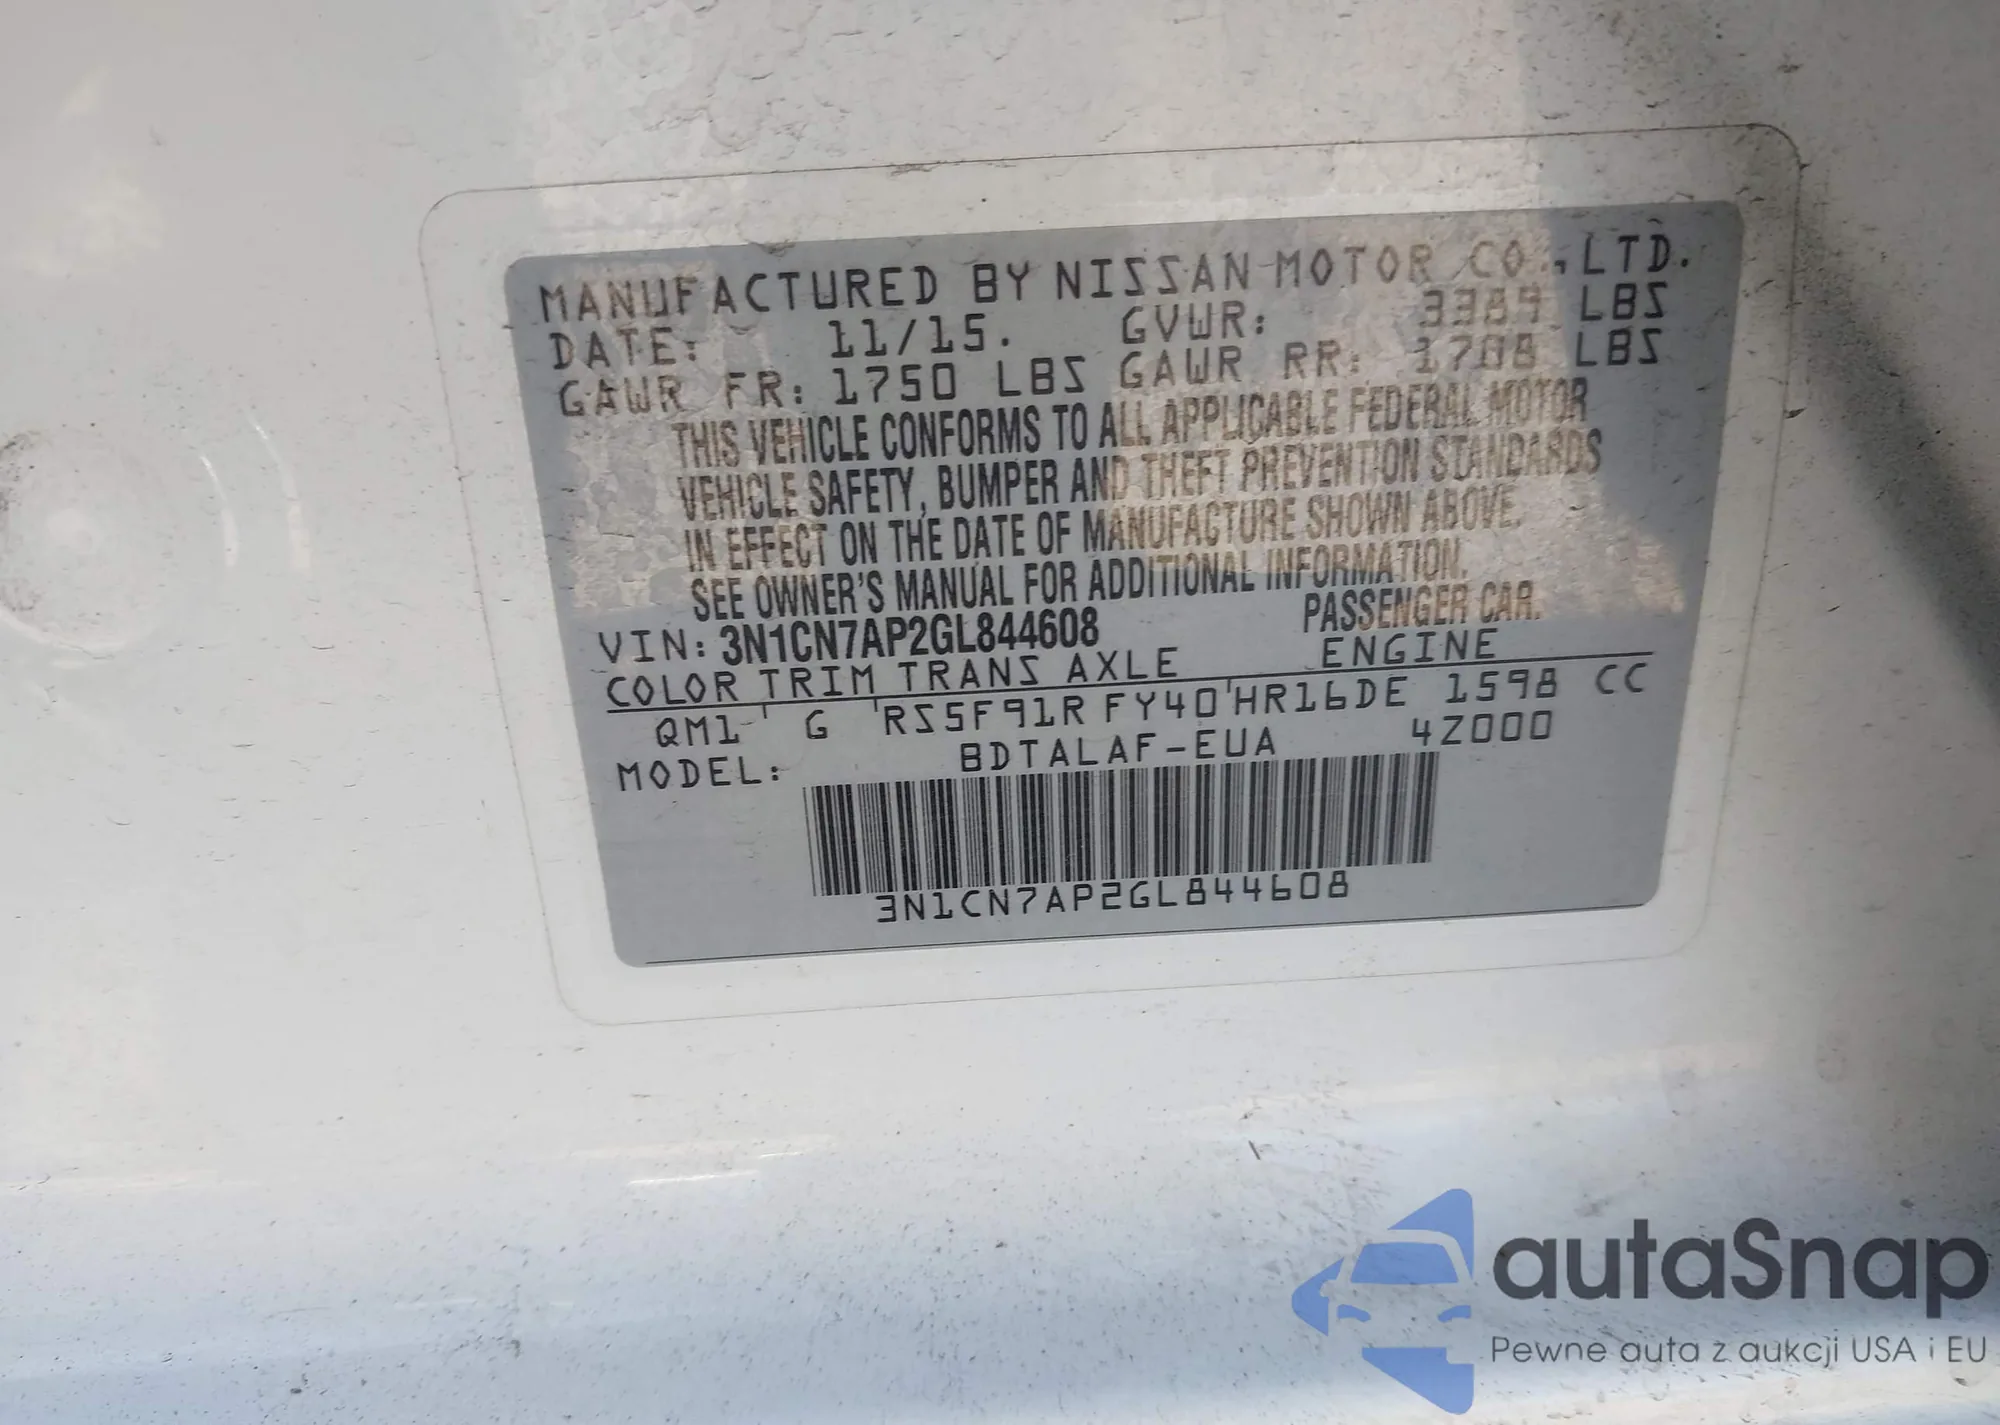 MANUFACTURED BY NISSAN MOTOR CO., LTD.
DATE: 11/15. GVWR: 3389 LBS
GAWR FR: 1750 LBS GAWR RR: 1708 LBS
THIS VEHICLE CONFORMS TO ALL APPLICABLE FEDERAL MOTOR
VEHICLE SAFETY, BUMPER AND THEFT PREVENTION STANDARDS
IN EFFECT ON THE DATE OF MANUFACTURE SHOWN ABOVE.
SEE OWNER'S MANUAL FOR ADDITIONAL INFORMATION.
VIN: 3N1CN7AP2GL844608 PASSENGER CAR.
COLOR TRIM TRANS AXLE ENGINE
QM1 ' G 'RS5F91R FY40'HR16DE 1598 CC
MODEL: BDTALAF-EUA 4Z000
3N1CN7AP2GL844608
autaSnap
Pewne auta z aukcji USA i EU